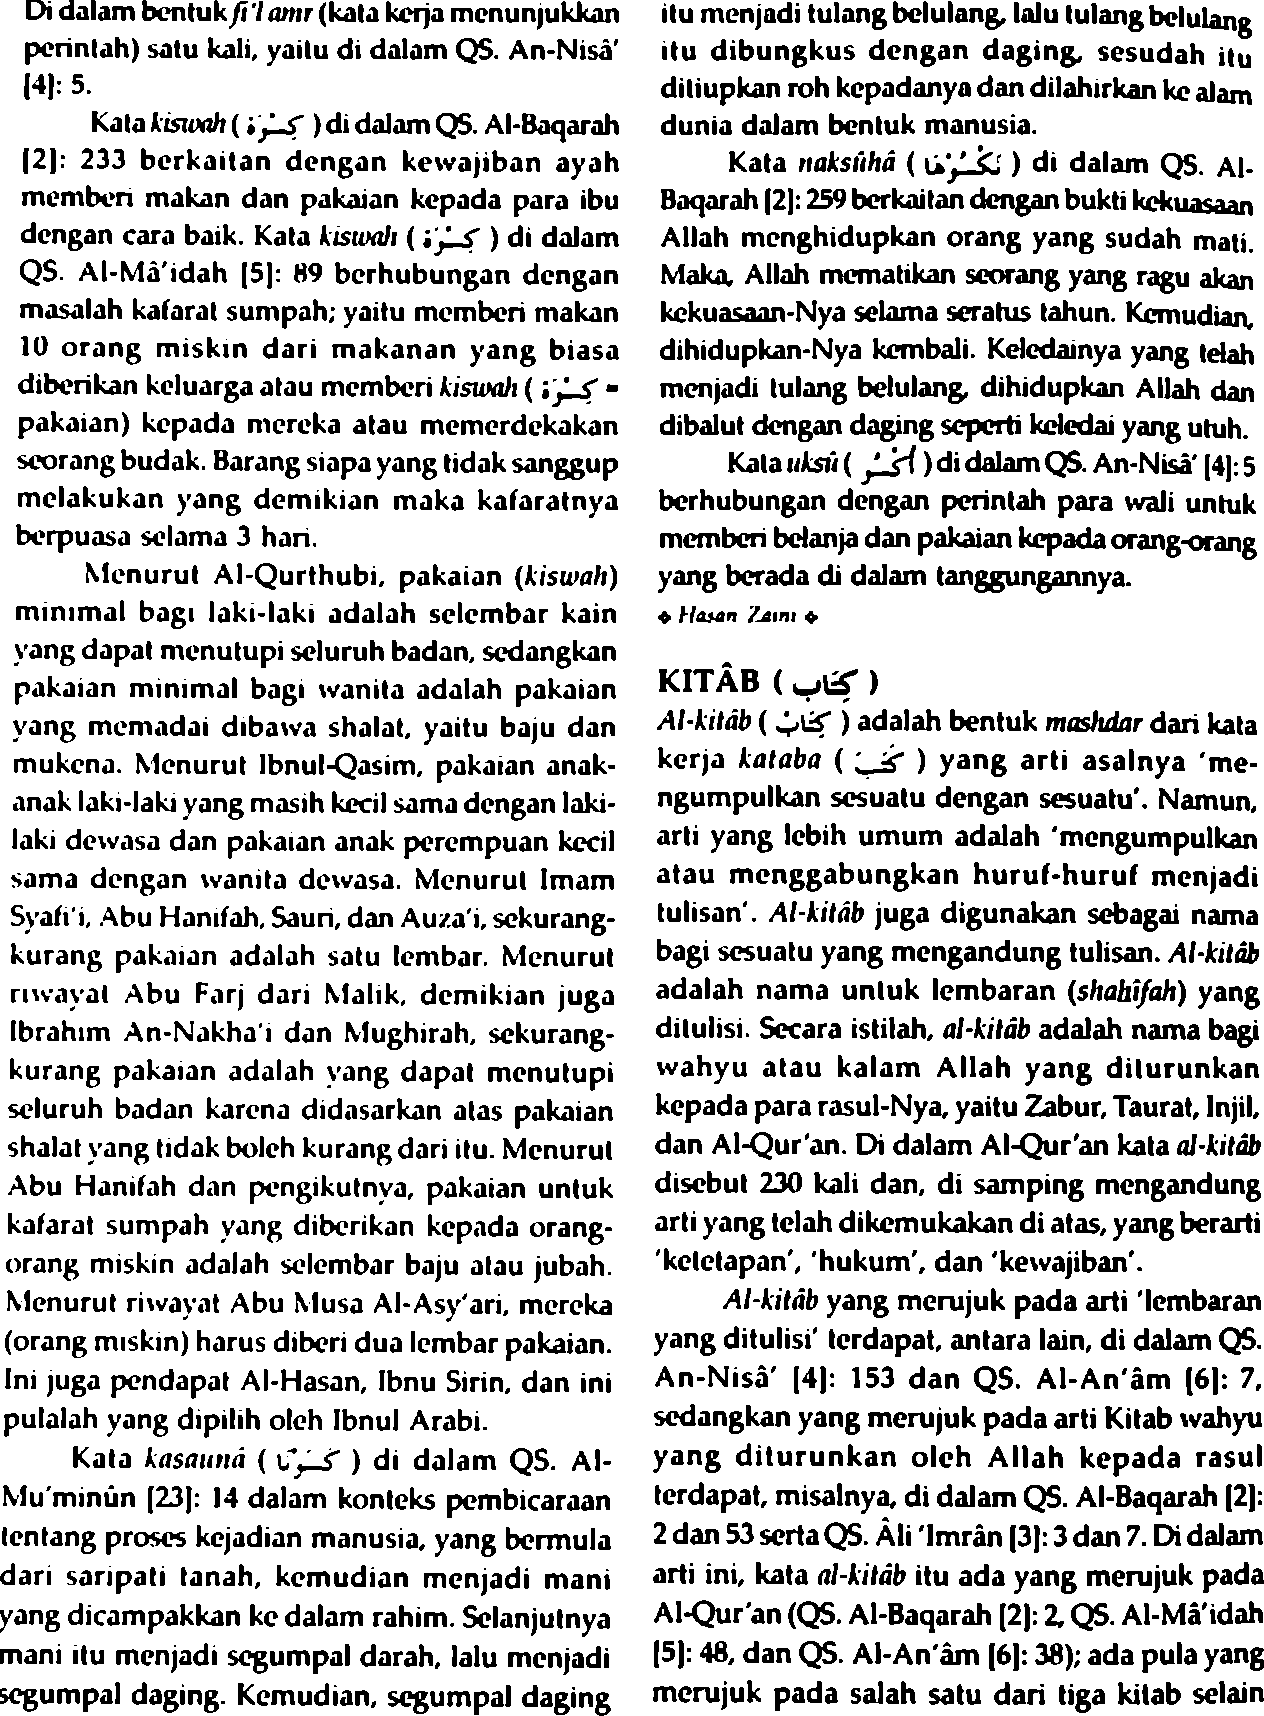 Di dalam bentuk fi'l amr (kata kerja menunjukkan
perintah) satu kali, yaitu di dalam QS. An-Nisâ'
[4]: 5.
Kata kiswah ( كِسْوَة ) di dalam QS. Al-Baqarah
[2]: 233 berkaitan dengan kewajiban ayah
memberi makan dan pakaian kepada para ibu
dengan cara baik. Kata kiswah ( كِسْوَة ) di dalam
QS. Al-Mâ'idah [5]: 89 berhubungan dengan
masalah kafarat sumpah; yaitu memberi makan
10 orang miskin dari makanan yang biasa
diberikan keluarga atau memberi kiswah ( كِسْوَة =
pakaian) kepada mereka atau memerdekakan
seorang budak. Barang siapa yang tidak sanggup
melakukan yang demikian maka kafaratnya
berpuasa selama 3 hari.
Menurut Al-Qurthubi, pakaian (kiswah)
minimal bagi laki-laki adalah selembar kain
yang dapat menutupi seluruh badan, sedangkan
pakaian minimal bagi wanita adalah pakaian
yang memadai dibawa shalat, yaitu baju dan
mukena. Menurut Ibnul-Qasim, pakaian anak-
anak laki-laki yang masih kecil sama dengan laki-
laki dewasa dan pakaian anak perempuan kecil
sama dengan wanita dewasa. Menurut Imam
Syafi'i, Abu Hanifah, Sauri, dan Auza'i, sekurang-
kurang pakaian adalah satu lembar. Menurut
riwayat Abu Farj dari Malik, demikian juga
Ibrahim An-Nakha'i dan Mughirah, sekurang-
kurang pakaian adalah yang dapat menutupi
seluruh badan karena didasarkan atas pakaian
shalat yang tidak boleh kurang dari itu. Menurut
Abu Hanifah dan pengikutnya, pakaian untuk
kafarat sumpah yang diberikan kepada orang-
orang miskin adalah selembar baju atau jubah.
Menurut riwayat Abu Musa Al-Asy'ari, mereka
(orang miskin) harus diberi dua lembar pakaian.
Ini juga pendapat Al-Hasan, Ibnu Sirin, dan ini
pulalah yang dipilih oleh Ibnul Arabi.
Kata kasaunâ ( كَسَوْنَا ) di dalam QS. Al-
Mu'minûn [23]: 14 dalam konteks pembicaraan
tentang proses kejadian manusia, yang bermula
dari saripati tanah, kemudian menjadi mani
yang dicampakkan ke dalam rahim. Selanjutnya
mani itu menjadi segumpal darah, lalu menjadi
segumpal daging. Kemudian, segumpal daging
itu menjadi tulang belulang, lalu tulang belulang
itu dibungkus dengan daging, sesudah itu
ditiupkan roh kepadanya dan dilahirkan ke alam
dunia dalam bentuk manusia.
Kata naksûhâ ( نَكْسُوْهَا ) di dalam QS. Al-
Baqarah [2]: 259 berkaitan dengan bukti kekuasaan
Allah menghidupkan orang yang sudah mati.
Maka, Allah mematikan seorang yang ragu akan
kekuasaan-Nya selama seratus tahun. Kemudian,
dihidupkan-Nya kembali. Keledainya yang telah
menjadi tulang belulang, dihidupkan Allah dan
dibalut dengan daging seperti keledai yang utuh.
Kata uksû ( أُكْسُو ) di dalam QS. An-Nisâ' [4]: 5
berhubungan dengan perintah para wali untuk
memberi belanja dan pakaian kepada orang-orang
yang berada di dalam tanggungannya.
❖ Hasan Zaini ❖
KITÂB ( كِتَاب )
Al-kitâb ( كِتَابٌ ) adalah bentuk mashdar dari kata
kerja kataba ( كَتَبَ ) yang arti asalnya 'me-
ngumpulkan sesuatu dengan sesuatu'. Namun,
arti yang lebih umum adalah 'mengumpulkan
atau menggabungkan huruf-huruf menjadi
tulisan'. Al-kitâb juga digunakan sebagai nama
bagi sesuatu yang mengandung tulisan. Al-kitâb
adalah nama untuk lembaran (shahîfah) yang
ditulisi. Secara istilah, al-kitâb adalah nama bagi
wahyu atau kalam Allah yang diturunkan
kepada para rasul-Nya, yaitu Zabur, Taurat, Injil,
dan Al-Qur'an. Di dalam Al-Qur'an kata al-kitâb
disebut 230 kali dan, di samping mengandung
arti yang telah dikemukakan di atas, yang berarti
'ketetapan', 'hukum', dan 'kewajiban'.
Al-kitâb yang merujuk pada arti 'lembaran
yang ditulisi' terdapat, antara lain, di dalam QS.
An-Nisâ' [4]: 153 dan QS. Al-An'âm [6]: 7,
sedangkan yang merujuk pada arti Kitab wahyu
yang diturunkan oleh Allah kepada rasul
terdapat, misalnya, di dalam QS. Al-Baqarah [2]:
2 dan 53 serta QS. Âli 'Imrân [3]: 3 dan 7. Di dalam
arti ini, kata al-kitâb itu ada yang merujuk pada
Al-Qur'an (QS. Al-Baqarah [2]: 2, QS. Al-Mâ'idah
[5]: 48, dan QS. Al-An'âm [6]: 38); ada pula yang
merujuk pada salah satu dari tiga kitab selain